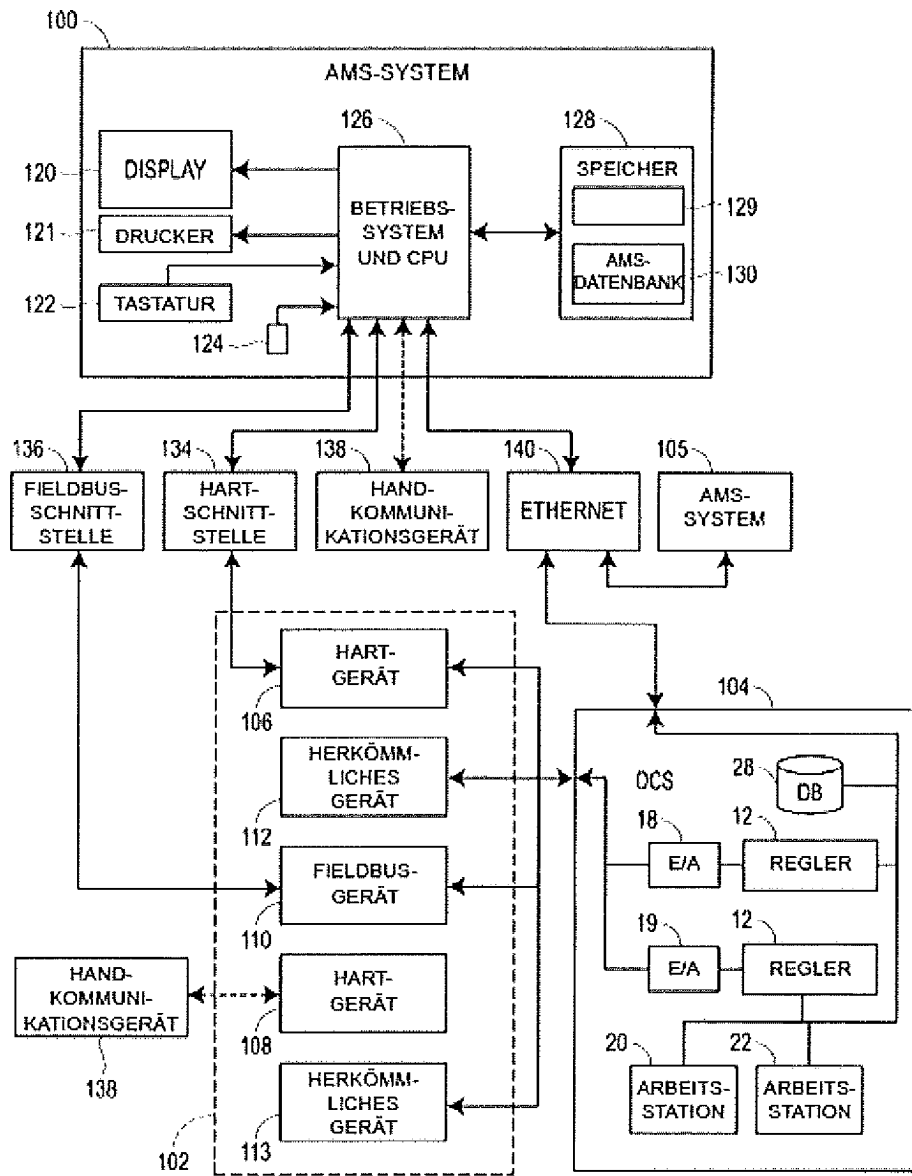 100
AMS-SYSTEM
126
128
120
DISPLAY
BETRIEBS-
SYSTEM
UND CPU
SPEICHER
129
121
DRUCKER
AMS-
DATENBANK
130
122
TASTATUR
124
136
FIELDBUS-
SCHNITT-
STELLE
134
HART-
SCHNITT-
STELLE
138
HAND-
KOMMUNI-
KATIONSGERÄT
140
ETHERNET
105
AMS-
SYSTEM
HART-
GERÄT
106
HERKÖMM-
LICHES
GERÄT
112
FIELDBUS-
GERÄT
110
HART-
GERÄT
108
HERKÖMM-
LICHES
GERÄT
113
102
HAND-
KOMMUNI-
KATIONSGERÄT
138
104
DCS
28
DB
18
E/A
12
REGLER
19
E/A
12
REGLER
20
ARBEITS-
STATION
22
ARBEITS-
STATION